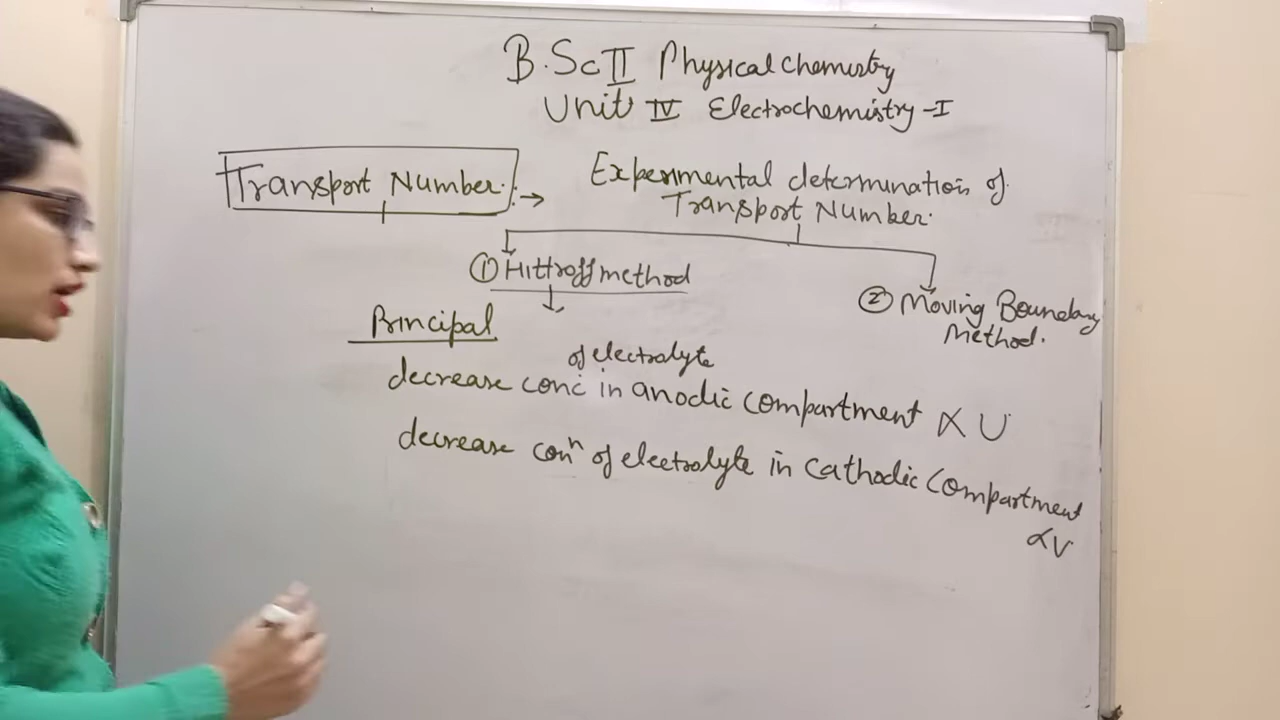 B.Sc II Physical Chemistry
Unit IV Electrochemistry-I
Transport Number. →
Experimental determination of
Transport Number.
① Hittroff method
② Moving Boundary
Method.
Principal
of electrolyte
decrease conc in anodic compartment ∝ U
decrease conⁿ of electrolyte in cathodic compartment
∝ V